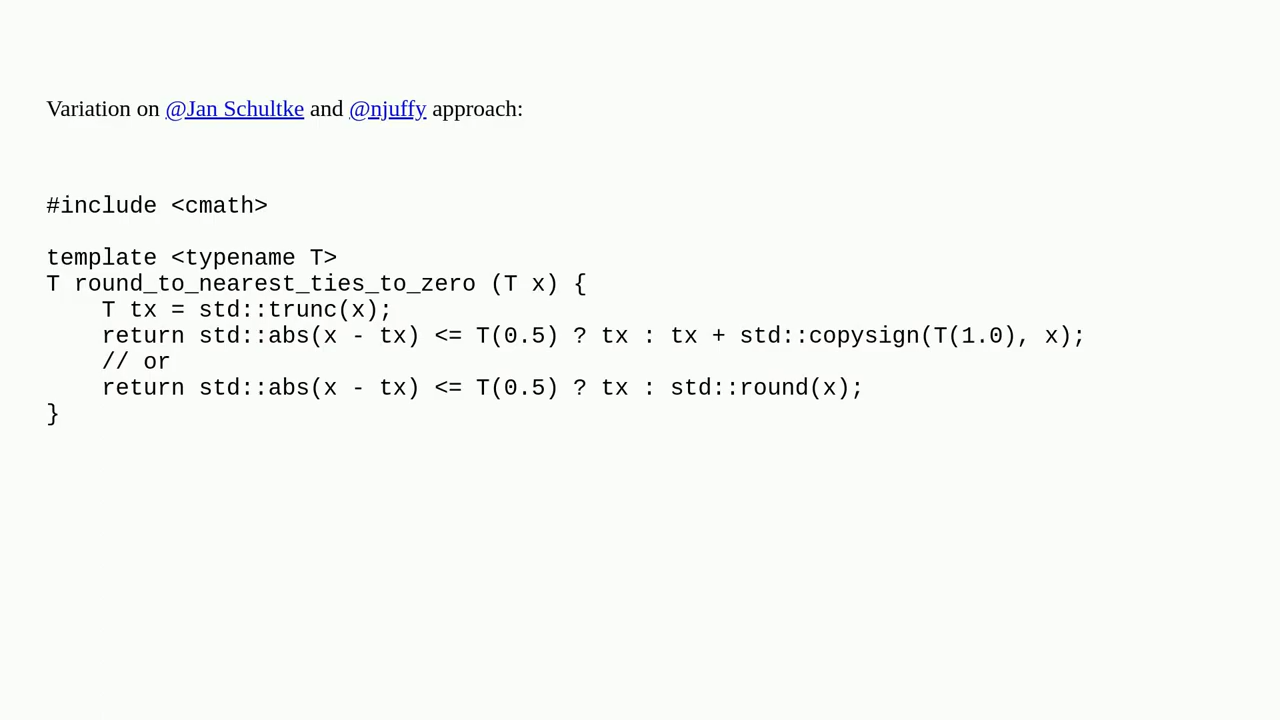 Variation on @Jan Schultke and @njuffy approach:
#include <cmath>
template <typename T>
T round_to_nearest_ties_to_zero (T x) {
    T tx = std::trunc(x);
    return std::abs(x - tx) <= T(0.5) ? tx : tx + std::copysign(T(1.0), x);
    // or
    return std::abs(x - tx) <= T(0.5) ? tx : std::round(x);
}